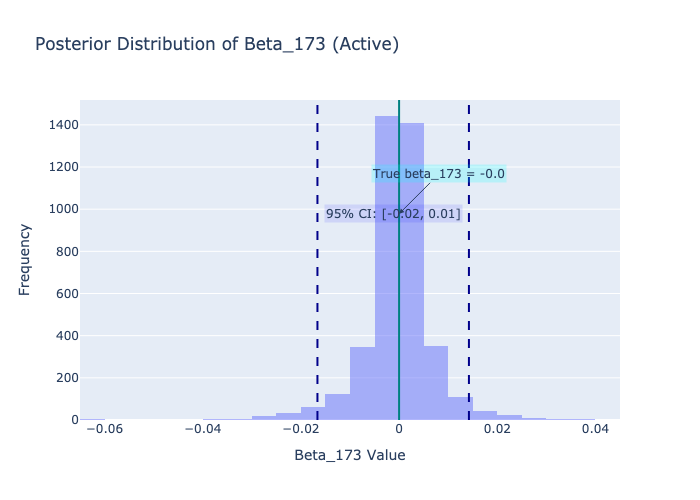 Posterior Distribution of Beta_173 (Active)
1400
1200
1000
800
600
400
200
0
Frequency
True beta_173 = -0.0
95% CI: [-0.02, 0.01]
−0.06
−0.04
−0.02
0
0.02
0.04
Beta_173 Value